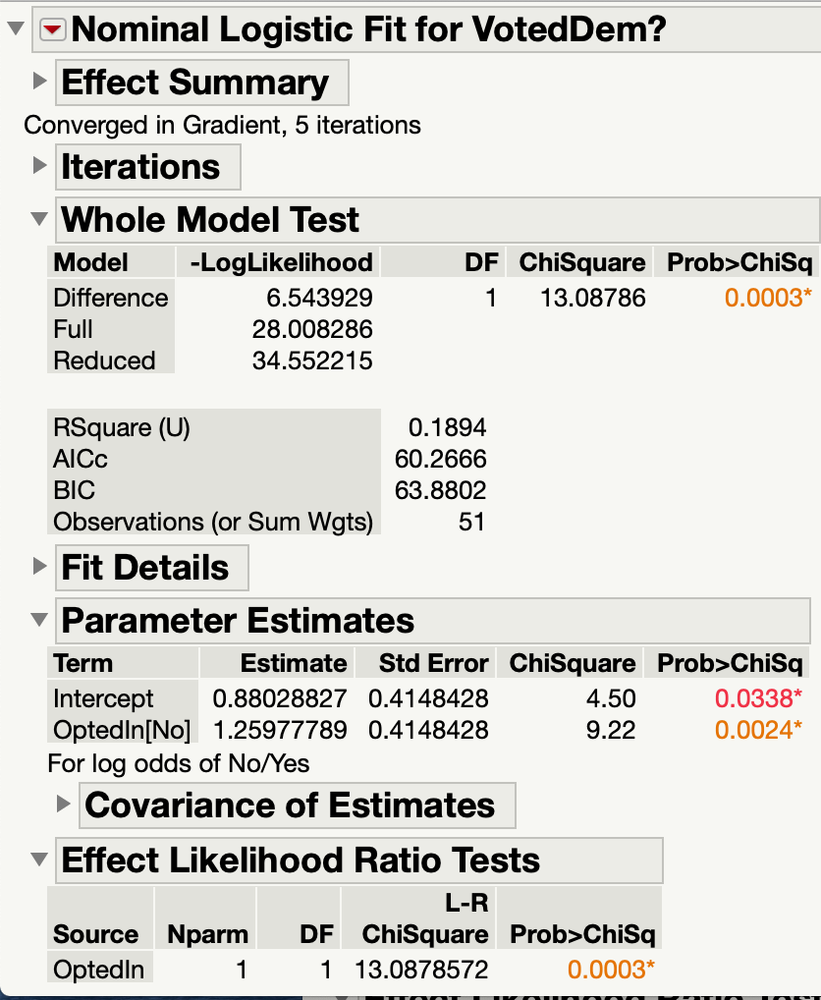 Nominal Logistic Fit for VotedDem?
Effect Summary
Converged in Gradient, 5 iterations
Iterations
Whole Model Test
Model -LogLikelihood DF ChiSquare Prob>ChiSq
Difference 6.543929 1 13.08786 0.0003*
Full 28.008286
Reduced 34.552215
RSquare (U) 0.1894
AICc 60.2666
BIC 63.8802
Observations (or Sum Wgts) 51
Fit Details
Parameter Estimates
Term Estimate Std Error ChiSquare Prob>ChiSq
Intercept 0.88028827 0.4148428 4.50 0.0338*
OptedIn[No] 1.25977789 0.4148428 9.22 0.0024*
For log odds of No/Yes
Covariance of Estimates
Effect Likelihood Ratio Tests
L-R
Source Nparm DF ChiSquare Prob>ChiSq
OptedIn 1 1 13.0878572 0.0003*